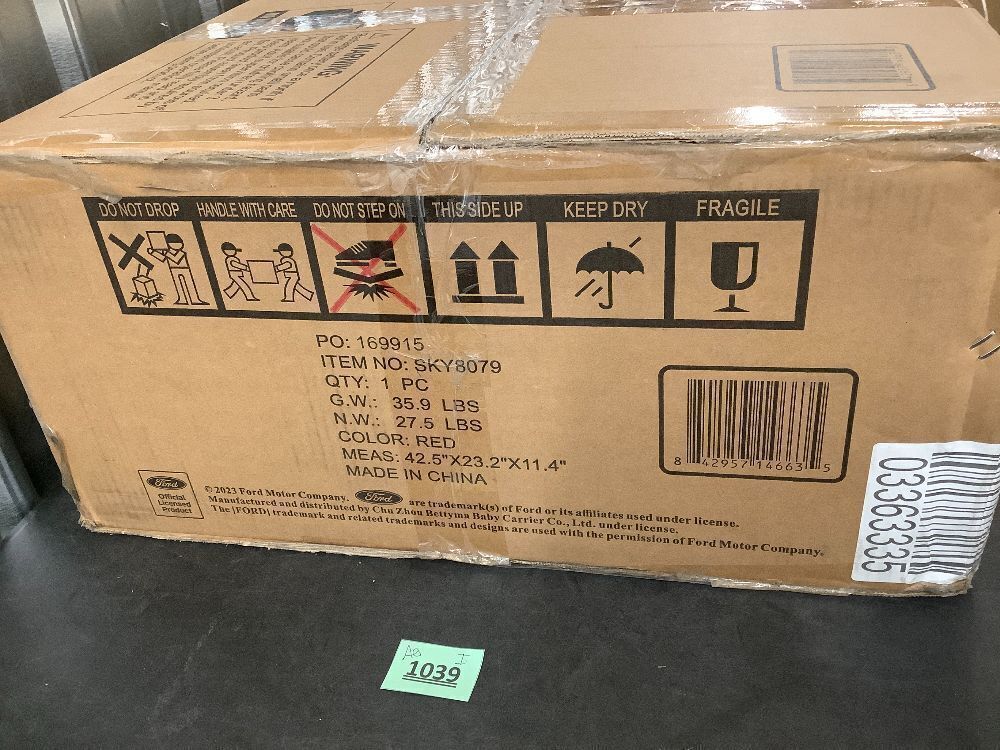 WARNING
DO NOT DROP HANDLE WITH CARE DO NOT STEP ON THIS SIDE UP KEEP DRY FRAGILE
PO: 169915
ITEM NO: SKY8079
QTY: 1 PC
G.W.: 35.9 LBS
N.W.: 27.5 LBS
COLOR: RED
MEAS: 42.5"X23.2"X11.4"
MADE IN CHINA
8 42957 14663 5
Ford
Official
Licensed
Product
©2023 Ford Motor Company. Ford are trademark(s) of Ford or its affiliates used under license.
Manufactured and distributed by Chu Zhou Bettyma Baby Carrier Co., Ltd. under license.
The [FORD] trademark and related trademarks and designs are used with the permission of Ford Motor Company.
03363335
1039